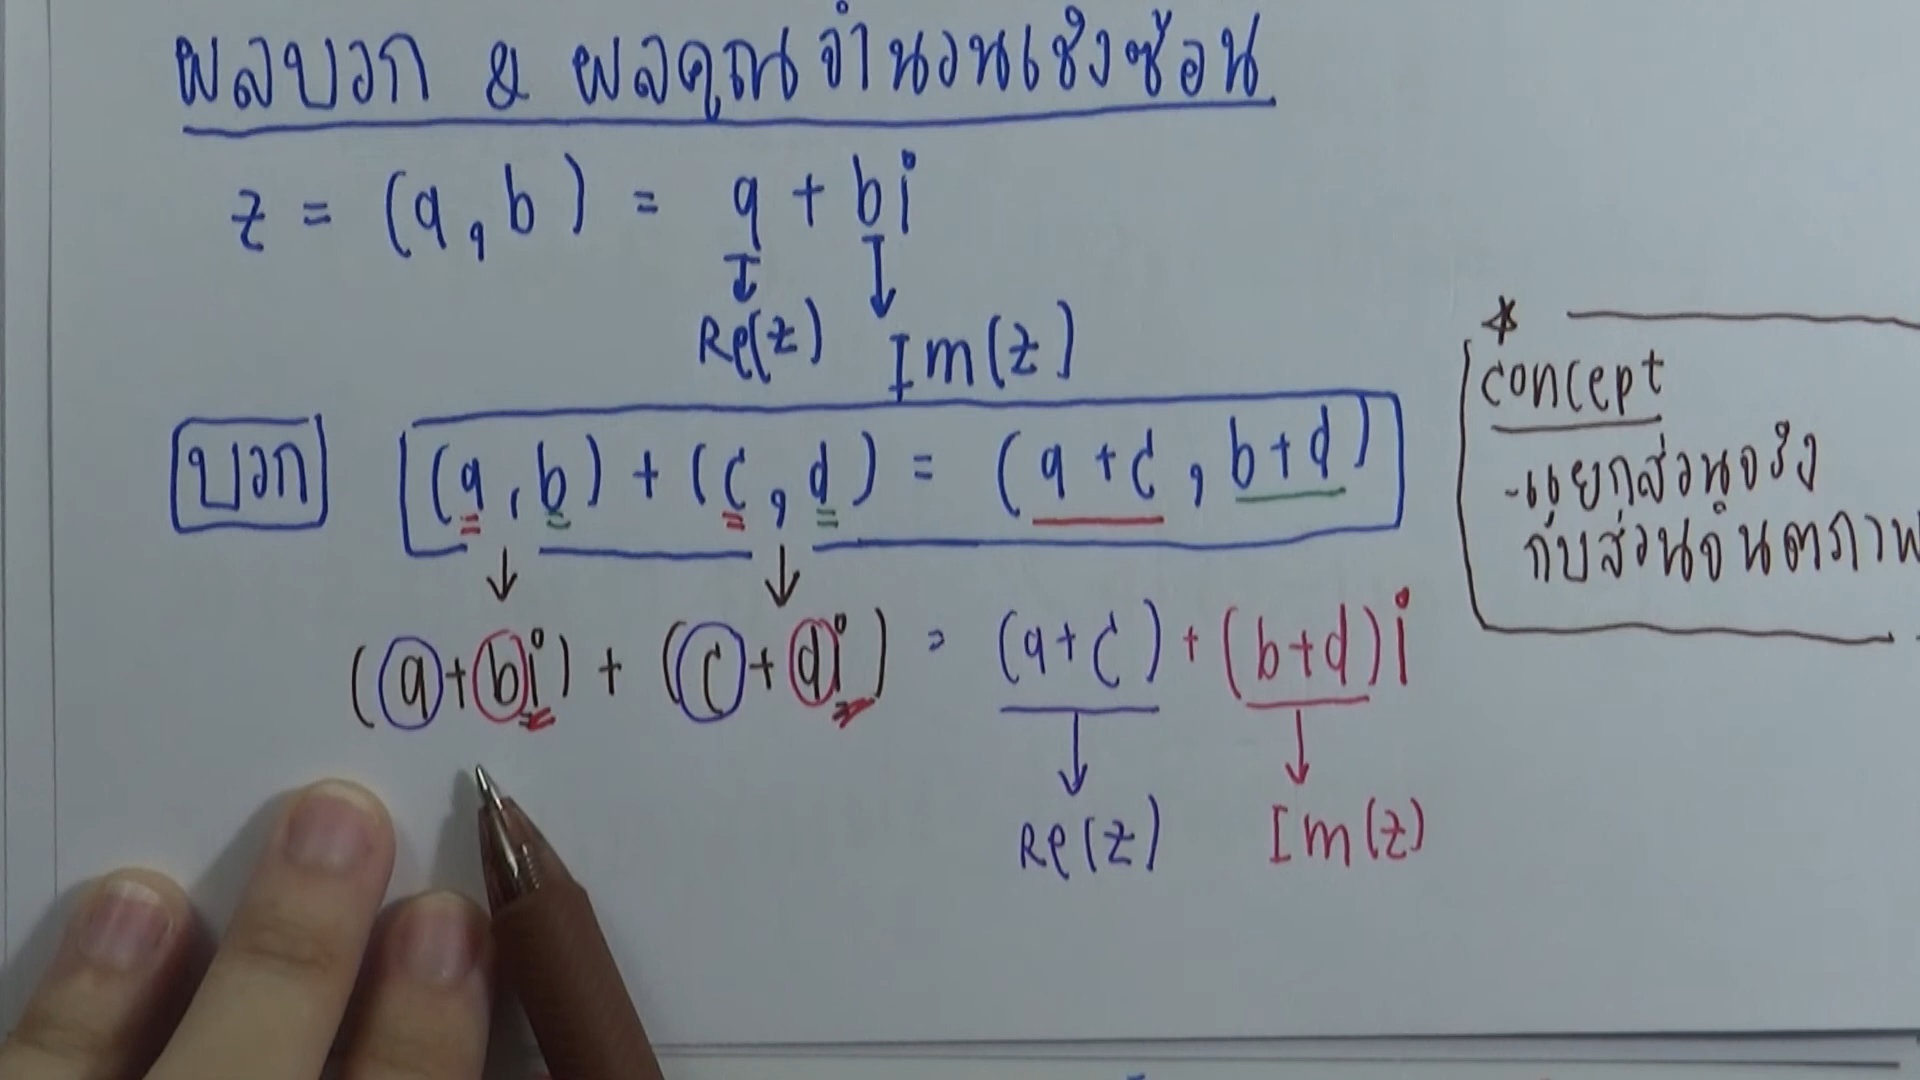 ผลบวก & ผลคูณจำนวนเชิงซ้อน
z = (a,b) = a + bi
Re(z) Im(z)
บวก (a,b) + (c,d) = (a+c, b+d)
(a+bi) + (c+di) = (a+c) + (b+d)i
Re(z) Im(z)
* concept
-แยกส่วนจริง
กับส่วนจินตภาพ